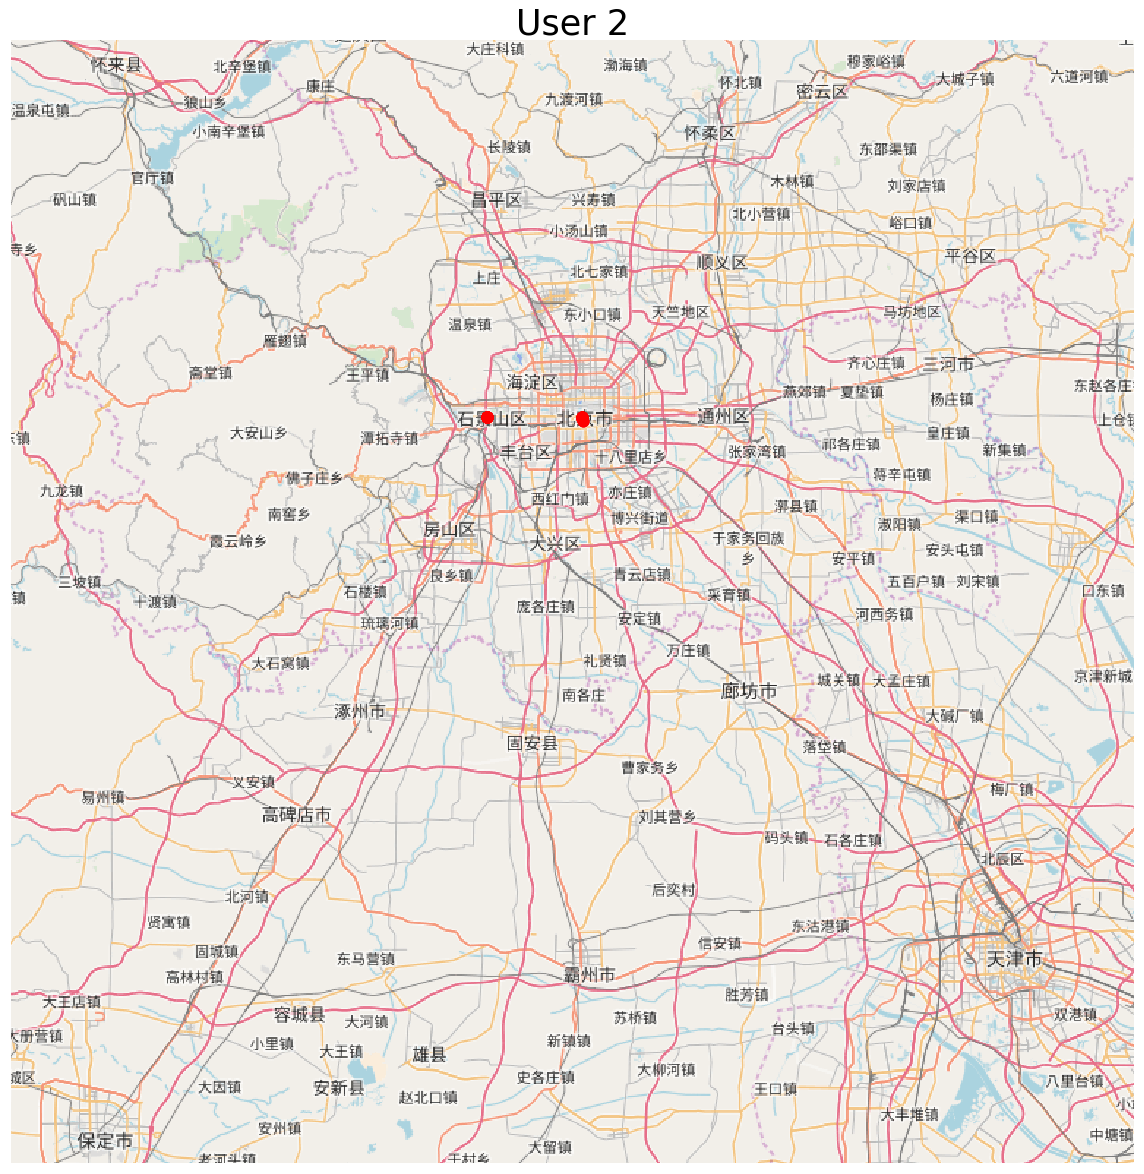 User 2
大庄科镇
怀来县
北辛堡镇
渤海镇
穆家峪镇
康庄
怀北镇
大城子镇
六道河镇
密云区
温泉屯镇
狼山乡
九渡河镇
小南辛堡镇
怀柔区
长陵镇
东邵渠镇
官厅镇
木林镇
刘家店镇
矾山镇
昌平区
兴寿镇
北小营镇
峪口镇
小汤山镇
寺乡
平谷区
顺义区
北七家镇
上庄
东小口镇
天竺地区
马坊地区
温泉镇
雁翅镇
齐心庄镇
三河市
斋堂镇
王平镇
海淀区
燕郊镇
夏垫镇
杨庄镇
东赵各庄
石景山区
北京市
通州区
上仓
大安山乡
潭柘寺镇
皇庄镇
祁各庄镇
新集镇
丰台区
十八里店乡
张家湾镇
佛子庄乡
蒋辛屯镇
九龙镇
西红门镇
亦庄镇
漷县镇
南窖乡
博兴街道
渠口镇
淑阳镇
房山区
霞云岭乡
大兴区
于家务回族
乡
安头屯镇
安平镇
三坡镇
良乡镇
青云店镇
五百户镇
刘宋镇
口东镇
石楼镇
采育镇
十渡镇
庞各庄镇
安定镇
河西务镇
琉璃河镇
万庄镇
大石窝镇
礼贤镇
京津新城
城关镇
大孟庄镇
廊坊市
南各庄
涿州市
大碱厂镇
固安县
落垡镇
曹家务乡
义安镇
梅厂镇
易州镇
高碑店市
刘其营乡
码头镇
石各庄镇
北辰区
后奕村
北河镇
贤寓镇
东沽港镇
信安镇
固城镇
东马营镇
天津市
高林村镇
霸州市
胜芳镇
大王店镇
容城县
大河镇
苏桥镇
双港镇
台头镇
大册营镇
小里镇
新镇镇
大王镇
雄县
大柳河镇
城区
史各庄镇
八里台镇
大因镇
安新县
王口镇
赵北口镇
大丰堆镇
安州镇
中塘镇
保定市
大留镇
老河头镇
于村乡